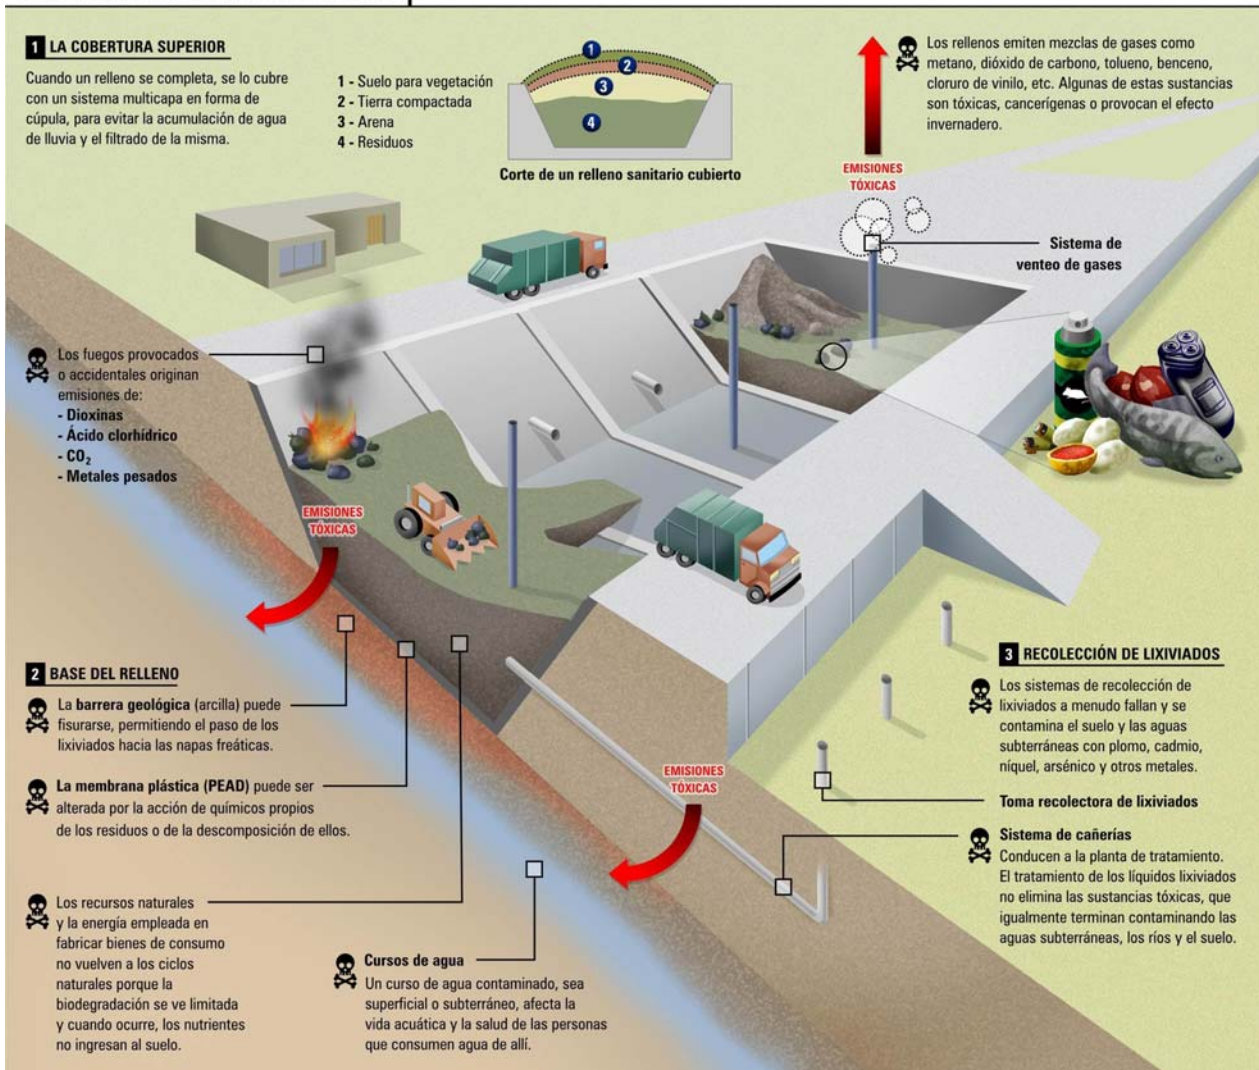 1 LA COBERTURA SUPERIOR
Cuando un relleno se completa, se lo cubre
con un sistema multicapa en forma de
cúpula, para evitar la acumulación de agua
de lluvia y el filtrado de la misma.
1 - Suelo para vegetación
2 - Tierra compactada
3 - Arena
4 - Residuos
1
2
3
4
Corte de un relleno sanitario cubierto
Los rellenos emiten mezclas de gases como
metano, dióxido de carbono, tolueno, benceno,
cloruro de vinilo, etc. Algunas de estas sustancias
son tóxicas, cancerígenas o provocan el efecto
invernadero.
EMISIONES
TÓXICAS
Sistema de
venteo de gases
Los fuegos provocados
o accidentales originan
emisiones de:
- Dioxinas
- Ácido clorhídrico
- CO₂
- Metales pesados
EMISIONES
TÓXICAS
2 BASE DEL RELLENO
La barrera geológica (arcilla) puede
fisurarse, permitiendo el paso de los
lixiviados hacia las napas freáticas.
La membrana plástica (PEAD) puede ser
alterada por la acción de químicos propios
de los residuos o de la descomposición de ellos.
Los recursos naturales
y la energía empleada en
fabricar bienes de consumo
no vuelven a los ciclos
naturales porque la
biodegradación se ve limitada
y cuando ocurre, los nutrientes
no ingresan al suelo.
Cursos de agua
Un curso de agua contaminado, sea
superficial o subterráneo, afecta la
vida acuática y la salud de las personas
que consumen agua de allí.
EMISIONES
TÓXICAS
3 RECOLECCIÓN DE LIXIVIADOS
Los sistemas de recolección de
lixiviados a menudo fallan y se
contamina el suelo y las aguas
subterráneas con plomo, cadmio,
níquel, arsénico y otros metales.
Toma recolectora de lixiviados
Sistema de cañerías
Conducen a la planta de tratamiento.
El tratamiento de los líquidos lixiviados
no elimina las sustancias tóxicas, que
igualmente terminan contaminando las
aguas subterráneas, los ríos y el suelo.